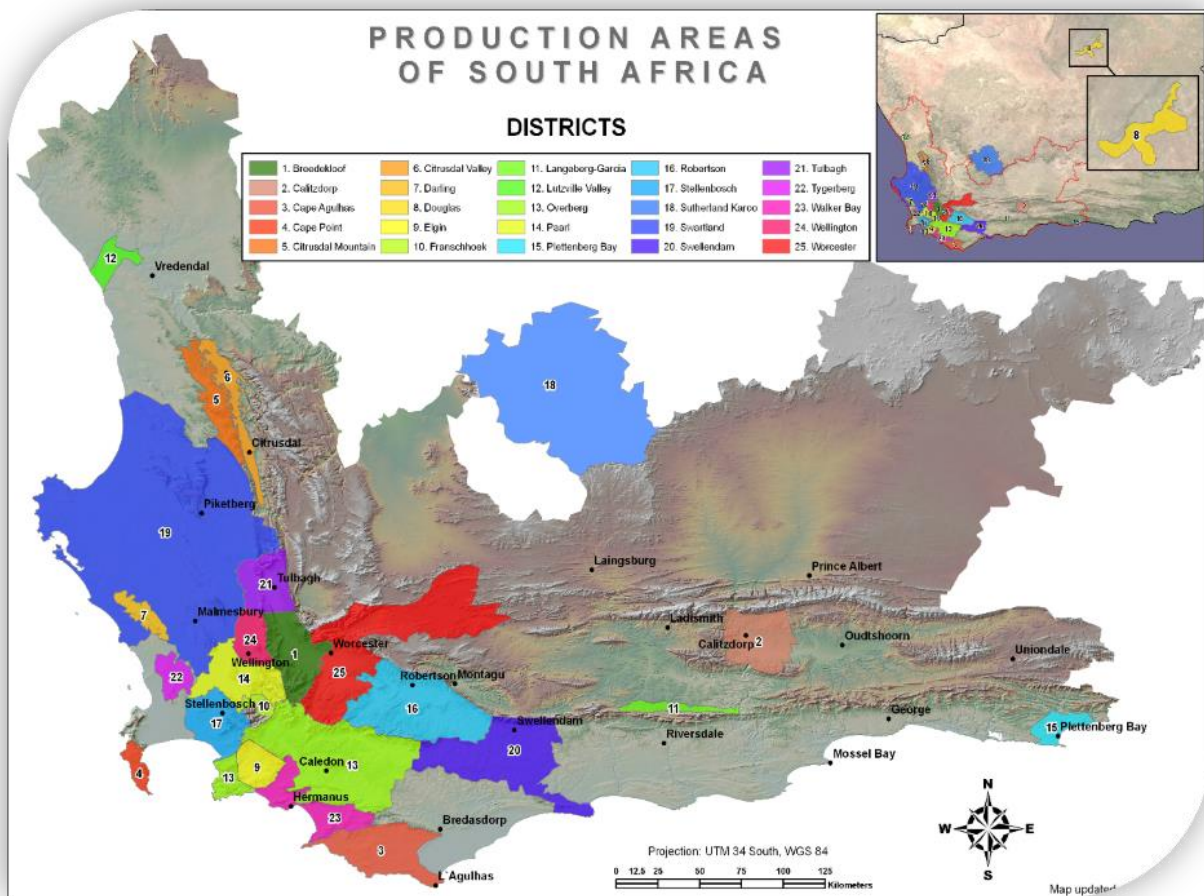 PRODUCTION AREAS
OF SOUTH AFRICA
DISTRICTS
1. Breedekloof
2. Calitzdorp
3. Cape Agulhas
4. Cape Point
5. Citrusdal Mountain
6. Citrusdal Valley
7. Darling
8. Douglas
9. Elgin
10. Franschhoek
11. Langeberg-Garcia
12. Lutzville Valley
13. Overberg
14. Paarl
15. Plettenberg Bay
16. Robertson
17. Stellenbosch
18. Sutherland Karoo
19. Swartland
20. Swellendam
21. Tulbagh
22. Tygerberg
23. Walker Bay
24. Wellington
25. Worcester
8
12
Vredendal
6
5
18
Citrusdal
Piketberg
19
Laingsburg
Prince Albert
21
Tulbagh
7
Malmesbury
Ladismith
24
Worcester
Calitzdorp
2
Oudtshoorn
1
Wellington
25
Uniondale
22
14
Robertson
Montagu
10
Stellenbosch
16
11
17
George
Swellendam
15
Plettenberg Bay
Riversdale
20
Mossel Bay
4
9
Caledon
13
13
Hermanus
23
Bredasdorp
3
L`Agulhas
N
W
E
S
Projection: UTM 34 South, WGS 84
0 12.5 25 50 75 100 125
Kilometers
Map updated